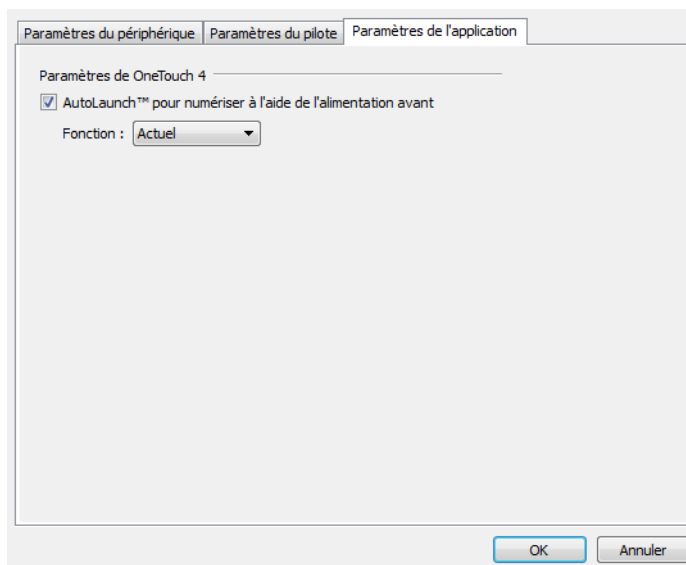 Paramètres du périphérique Paramètres du pilote Paramètres de l'application
Paramètres de OneTouch 4
AutoLaunch™ pour numériser à l'aide de l'alimentation avant
Fonction : Actuel
OK Annuler